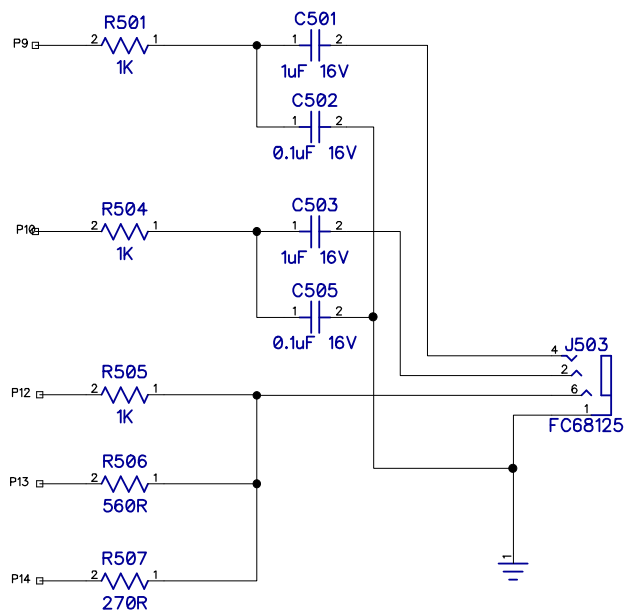 R501
C501
P9
2
1
1
2
1K
1uF 16V
C502
1
2
0.1uF 16V
R504
C503
P10
2
1
1
2
1K
1uF 16V
C505
1
2
0.1uF 16V
J503
4
2
6
1
FC68125
R505
P12
2
1
1K
R506
P13
2
1
560R
R507
P14
2
1
270R
1